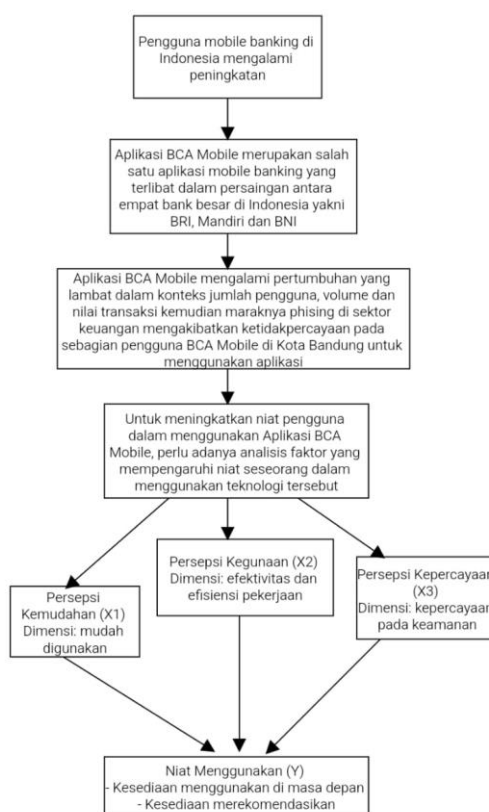 Pengguna mobile banking di
Indonesia mengalami
peningkatan
Aplikasi BCA Mobile merupakan salah
satu aplikasi mobile banking yang
terlibat dalam persaingan antara
empat bank besar di Indonesia yakni
BRI, Mandiri dan BNI
Aplikasi BCA Mobile mengalami pertumbuhan yang
lambat dalam konteks jumlah pengguna, volume dan
nilai transaksi kemudian maraknya phising di sektor
keuangan mengakibatkan ketidakpercayaan pada
sebagian pengguna BCA Mobile di Kota Bandung untuk
menggunakan aplikasi
Untuk meningkatkan niat pengguna
dalam menggunakan Aplikasi BCA
Mobile, perlu adanya analisis faktor yang
mempengaruhi niat seseorang dalam
menggunakan teknologi tersebut
Persepsi
Kemudahan (X1)
Dimensi: mudah
digunakan
Persepsi Kegunaan (X2)
Dimensi: efektivitas dan
efisiensi pekerjaan
Persepsi Kepercayaan
(X3)
Dimensi: kepercayaan
pada keamanan
Niat Menggunakan (Y)
- Kesediaan menggunakan di masa depan
- Kesediaan merekomendasikan